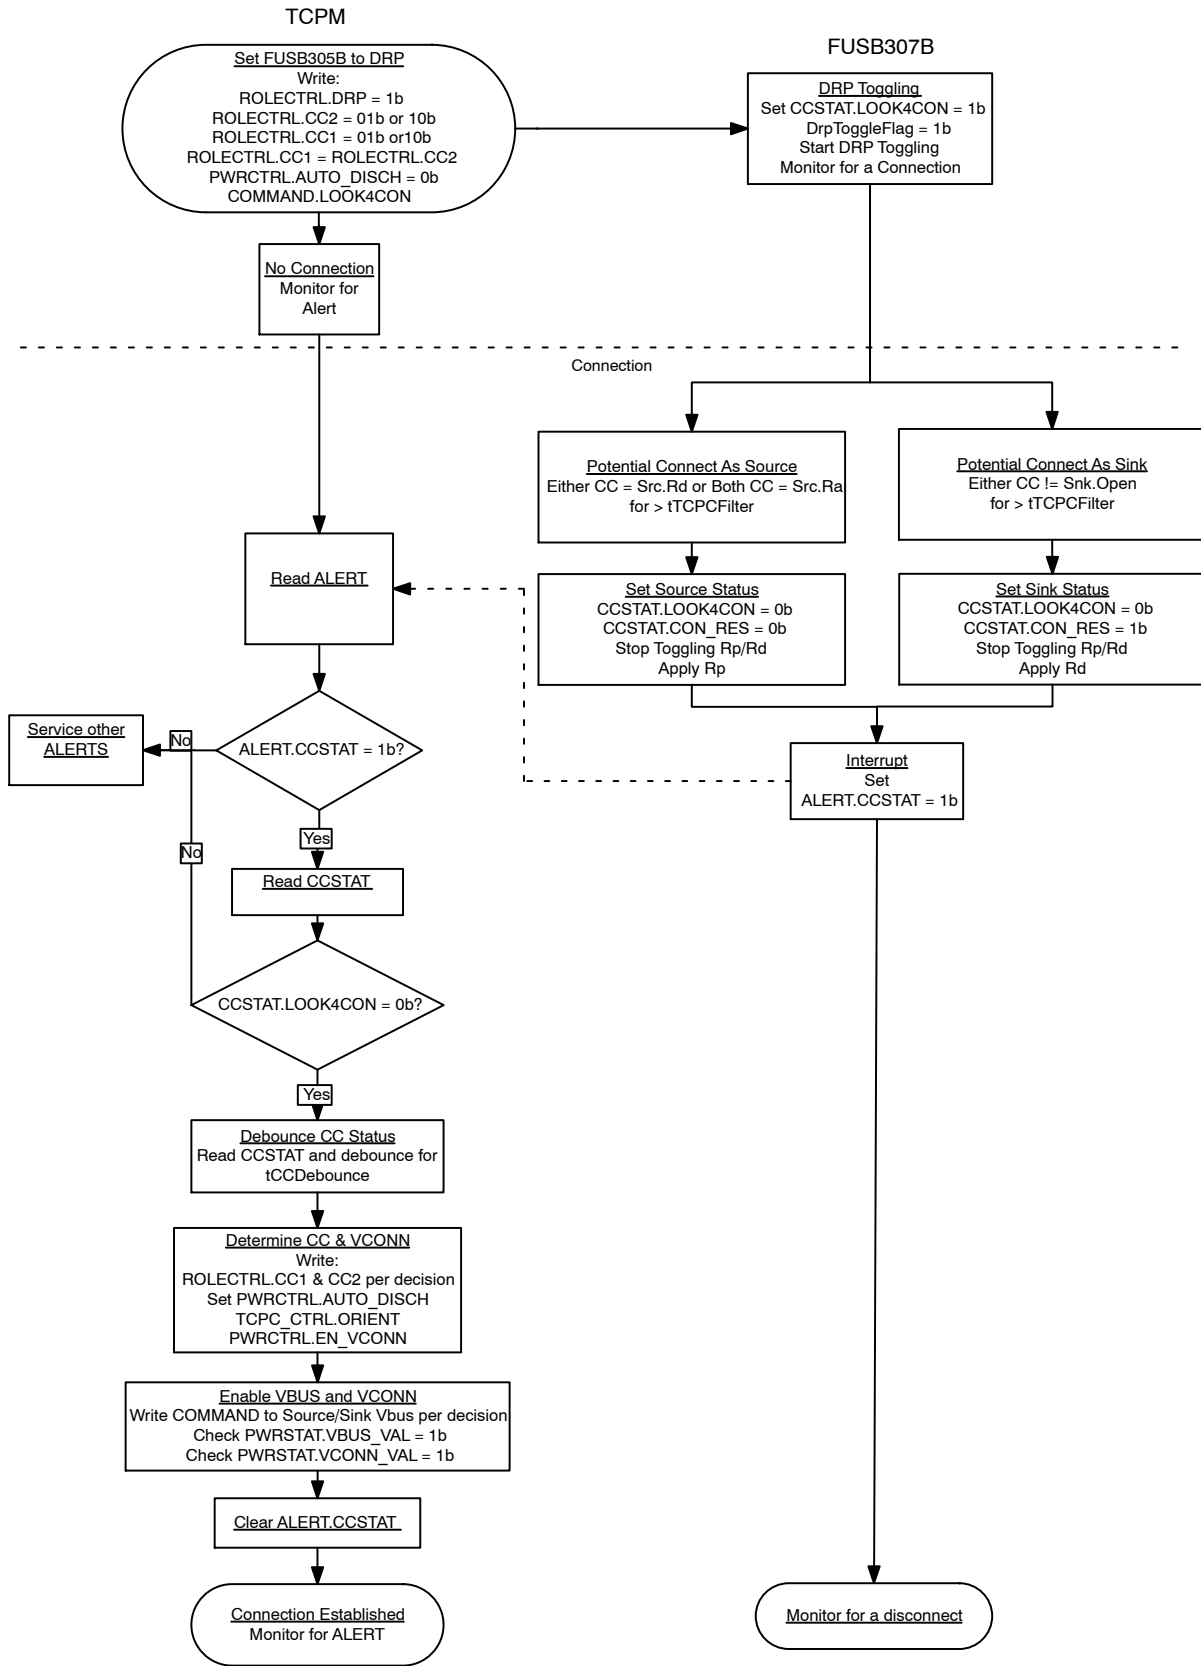 TCPM
Set FUSB305B to DRP
Write:
ROLECTRL.DRP = 1b
ROLECTRL.CC2 = 01b or 10b
ROLECTRL.CC1 = 01b or10b
ROLECTRL.CC1 = ROLECTRL.CC2
PWRCTRL.AUTO_DISCH = 0b
COMMAND.LOOK4CON
FUSB307B
DRP Toggling
Set CCSTAT.LOOK4CON = 1b
DrpToggleFlag = 1b
Start DRP Toggling
Monitor for a Connection
No Connection
Monitor for
Alert
Connection
Potential Connect As Source
Either CC = Src.Rd or Both CC = Src.Ra
for > tTCPCFilter
Potential Connect As Sink
Either CC != Snk.Open
for > tTCPCFilter
Read ALERT
Set Source Status
CCSTAT.LOOK4CON = 0b
CCSTAT.CON_RES = 0b
Stop Toggling Rp/Rd
Apply Rp
Set Sink Status
CCSTAT.LOOK4CON = 0b
CCSTAT.CON_RES = 1b
Stop Toggling Rp/Rd
Apply Rd
Service other
ALERTS
No
ALERT.CCSTAT = 1b?
Interrupt
Set
ALERT.CCSTAT = 1b
Yes
No
Read CCSTAT
CCSTAT.LOOK4CON = 0b?
Yes
Debounce CC Status
Read CCSTAT and debounce for
tCCDebounce
Determine CC & VCONN
Write:
ROLECTRL.CC1 & CC2 per decision
Set PWRCTRL.AUTO_DISCH
TCPC_CTRL.ORIENT
PWRCTRL.EN_VCONN
Enable VBUS and VCONN
Write COMMAND to Source/Sink Vbus per decision
Check PWRSTAT.VBUS_VAL = 1b
Check PWRSTAT.VCONN_VAL = 1b
Clear ALERT.CCSTAT
Connection Established
Monitor for ALERT
Monitor for a disconnect